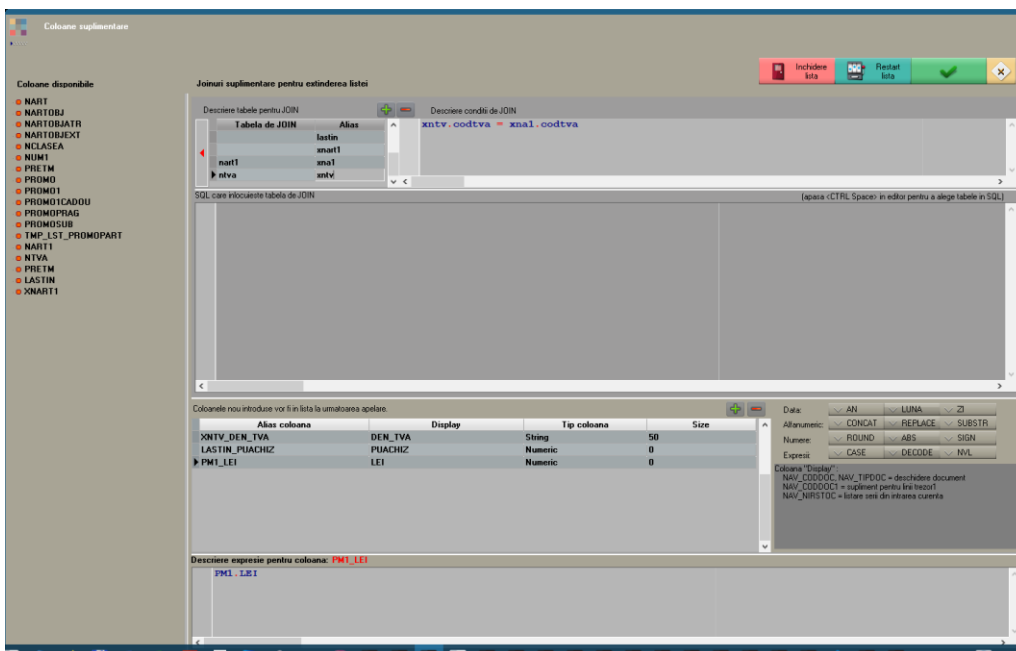 Coloane suplimentare
Inchidere lista
Restart lista
Coloane disponibile
Joinuri suplimentare pentru extinderea listei
NART
NARTOBJ
NARTOBJATR
NARTOBJEXT
NCLASEA
NUM1
PRETM
PROMO
PROMO1
PROMO1CADOU
PROMOPRAG
PROMOSUB
TMP_LST_PROMOPART
NART1
NTVA
PRETM
LASTIN
XNART1
Descriere tabele pentru JOIN
Descriere conditii de JOIN
Tabela de JOIN Alias
lastin
xnart1
nart1 xna1
ntva xntv
xntv.codtva = xna1.codtva
SQL care inlocuieste tabela de JOIN
(apasa <CTRL Space> in editor pentru a alege tabele in SQL)
Coloanele nou introduse vor fi in lista la urmatoarea apelare.
Alias coloana Display Tip coloana Size
XNTV_DEN_TVA DEN_TVA String 50
LASTIN_PUACHIZ PUACHIZ Numeric 0
PM1_LEI LEI Numeric 0
Data: AN LUNA ZI
Alfanumeric: CONCAT REPLACE SUBSTR
Numere: ROUND ABS SIGN
Expresii: CASE DECODE NVL
Coloana "Display":
NAV_CODDOC, NAV_TIPDOC = deschidere document
NAV_CODDOC1 = supliment pentru linii trezor1
NAV_NIRSTOC = listare serii din intrarea curenta
Descriere expresie pentru coloana: PM1_LEI
PM1.LEI